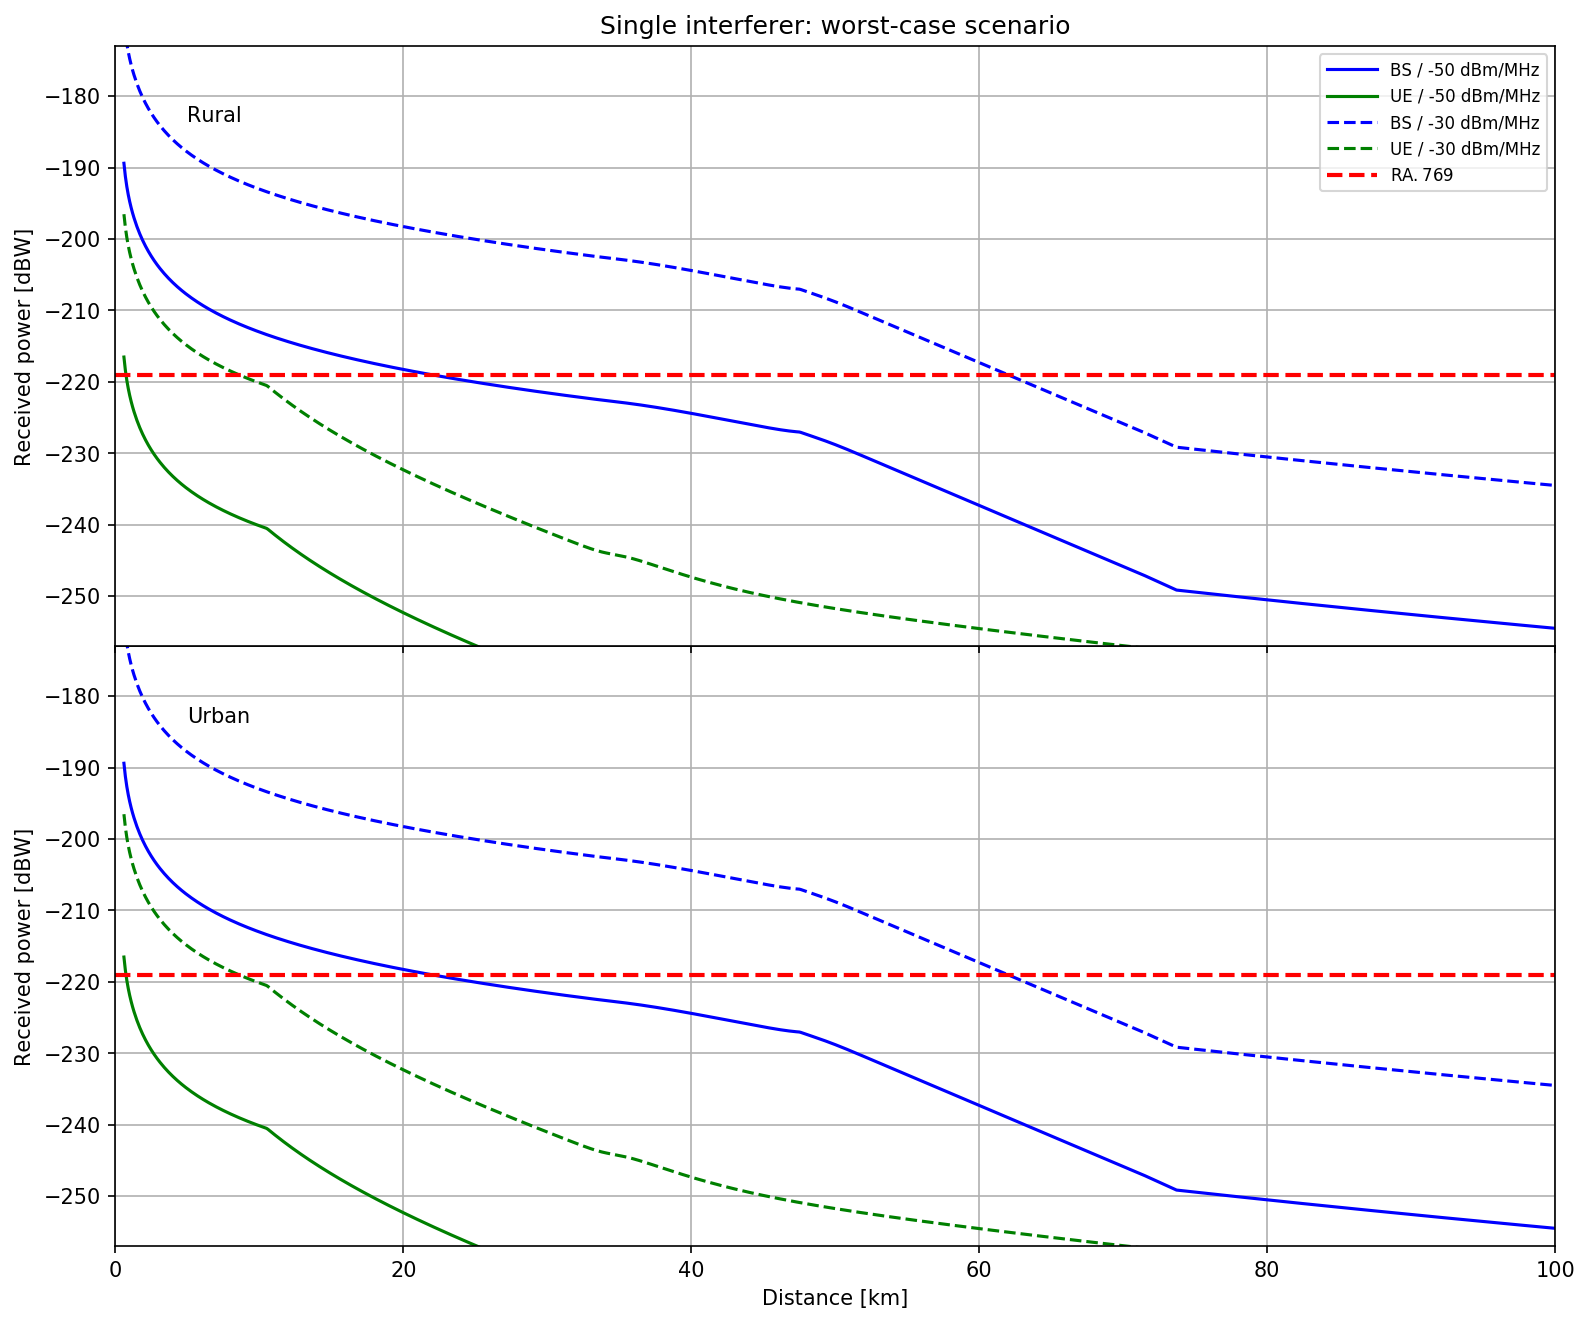 Single interferer: worst-case scenario
BS / -50 dBm/MHz
UE / -50 dBm/MHz
BS / -30 dBm/MHz
UE / -30 dBm/MHz
RA. 769
Rural
Received power [dBW]
−180
−190
−200
−210
−220
−230
−240
−250
Urban
Received power [dBW]
−180
−190
−200
−210
−220
−230
−240
−250
0 20 40 60 80 100
Distance [km]